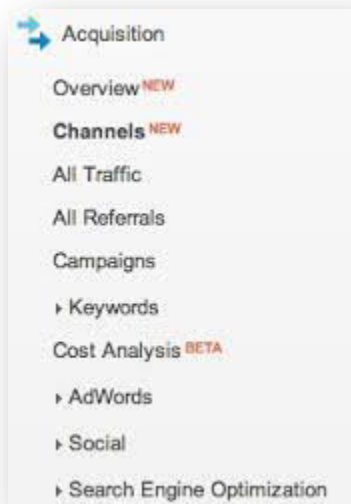 Acquisition
Overview NEW
Channels NEW
All Traffic
All Referrals
Campaigns
Keywords
Cost Analysis BETA
AdWords
Social
Search Engine Optimization